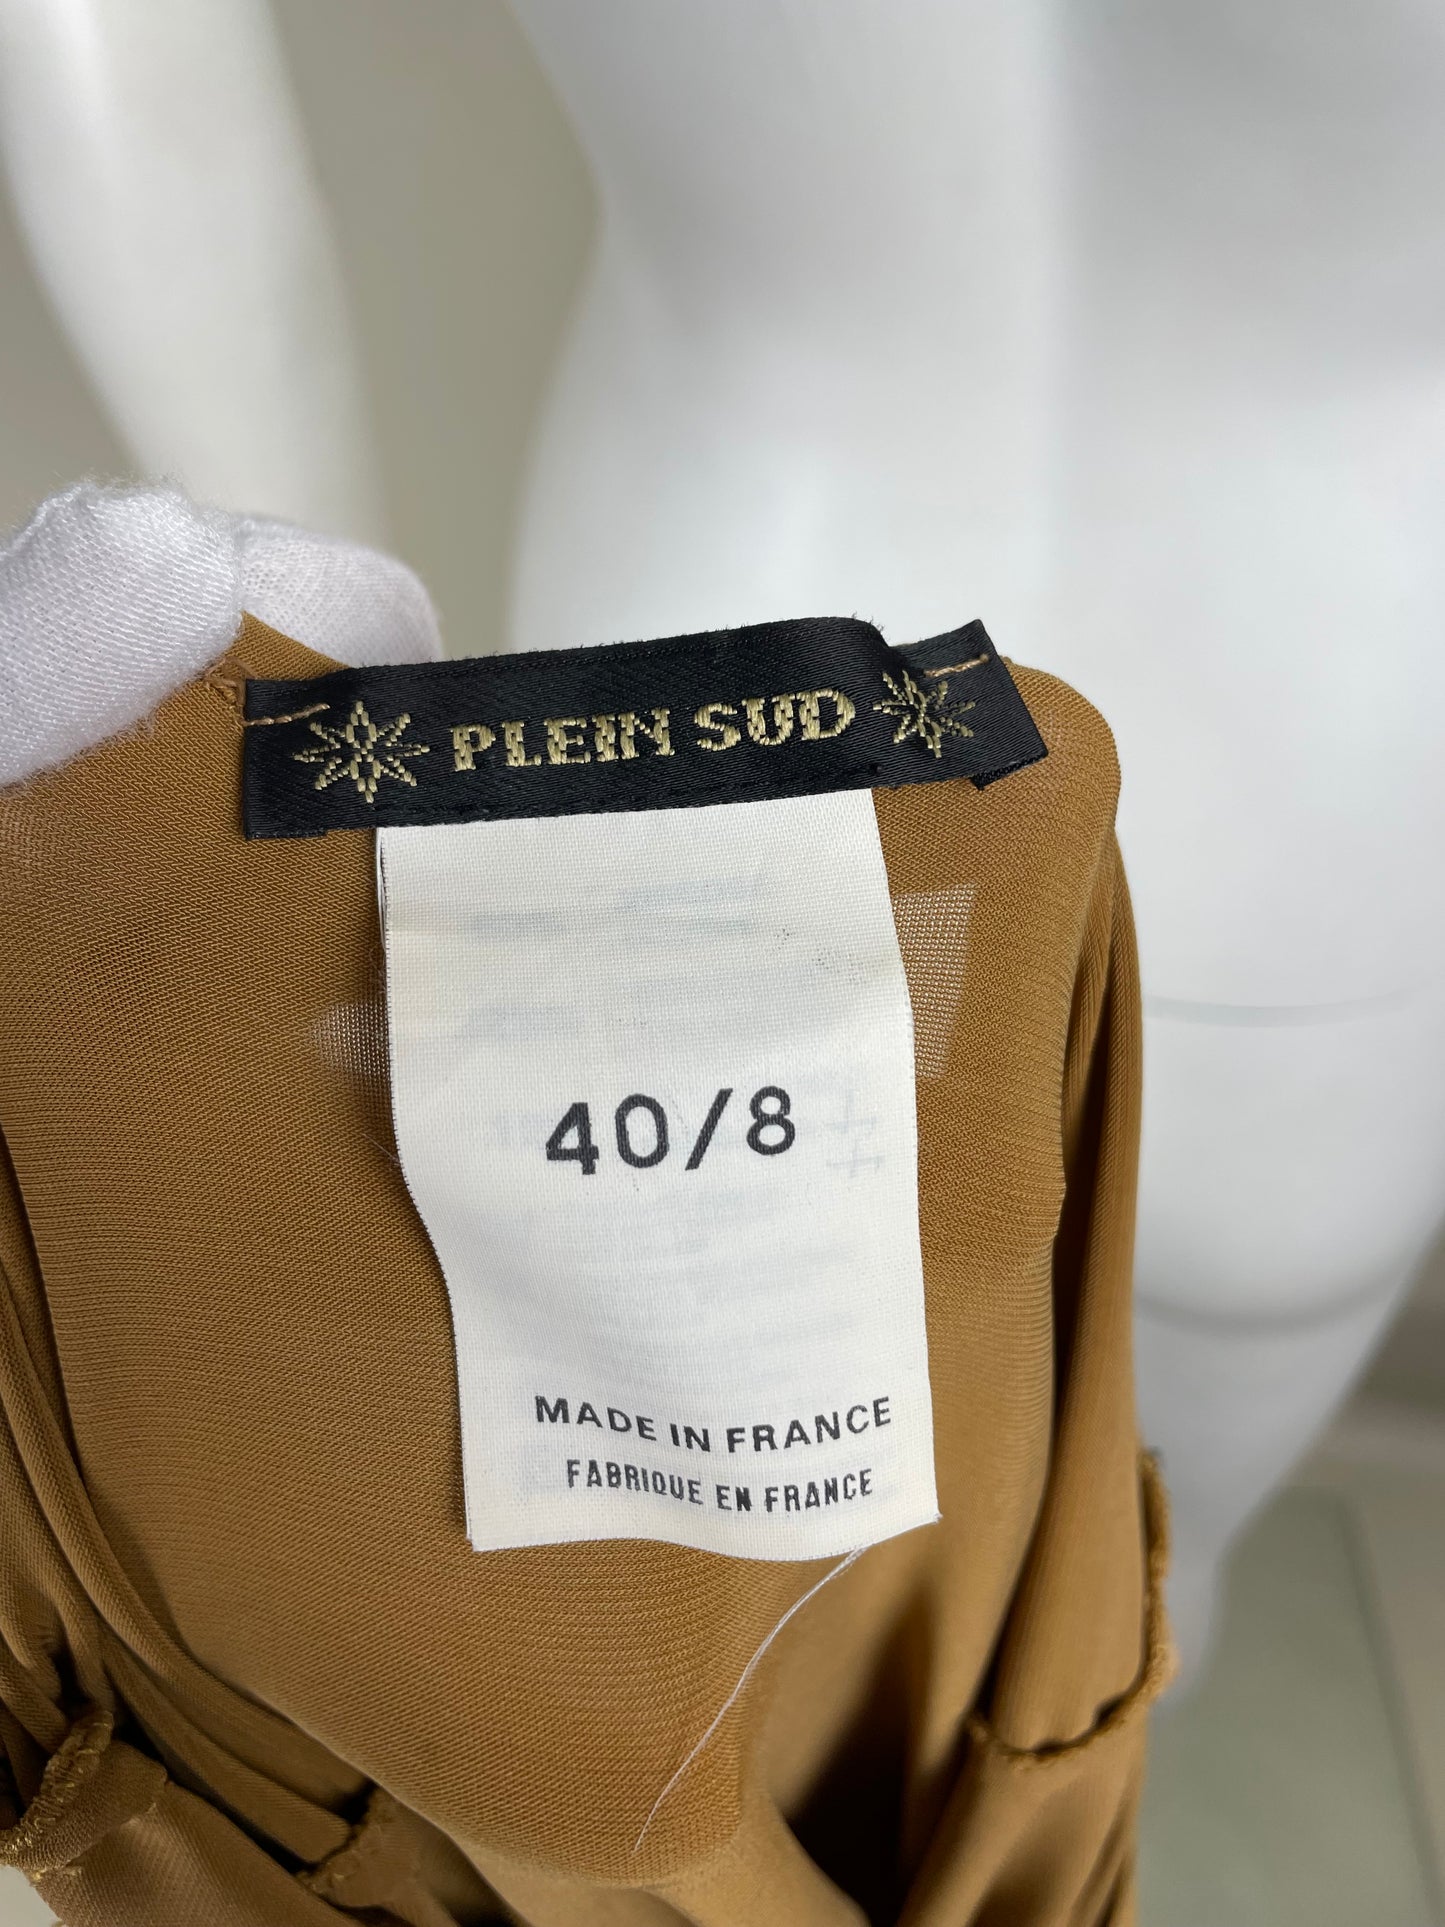 PLEIN SUD
40/8
MADE IN FRANCE
FABRIQUE EN FRANCE